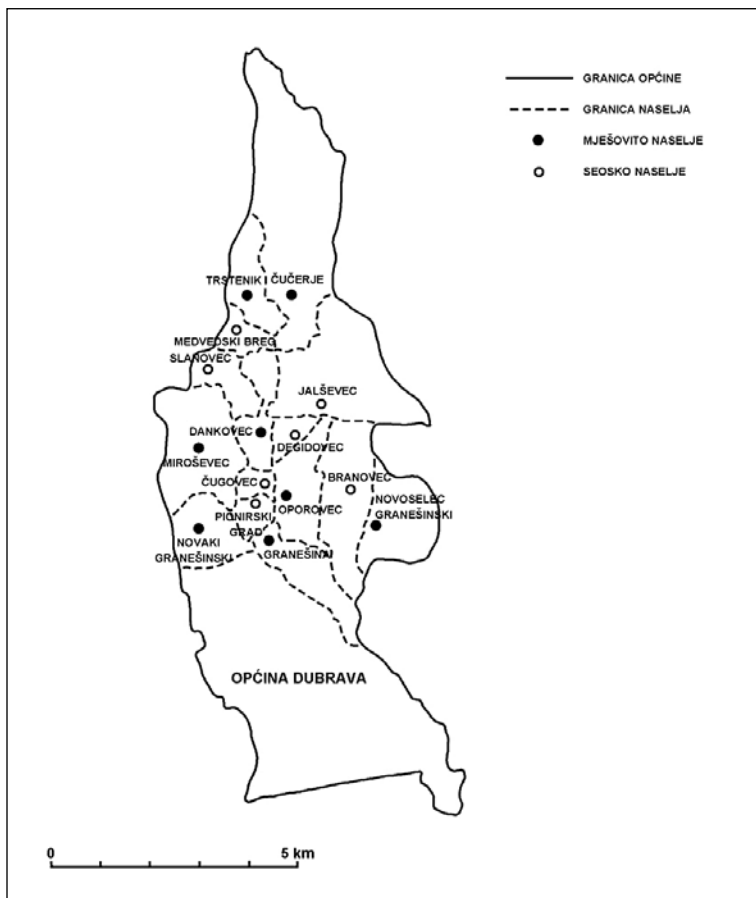 GRANICA OPĆINE
GRANICA NASELJA
MJEŠOVITO NASELJE
SEOSKO NASELJE
TRSTENIK
ČUČERJE
MEDVEDSKI BREG
SLANOVEC
JALŠEVEC
DANKOVEC
DEGIDOVEC
MIROŠEVEC
ČUGOVEC
BRANOVEC
PIONIRSKI
GRAD
OPOROVEC
NOVOSELEC
GRANEŠINSKI
NOVAKI
GRANEŠINSKI
GRANEŠINA
OPĆINA DUBRAVA
0 5 km